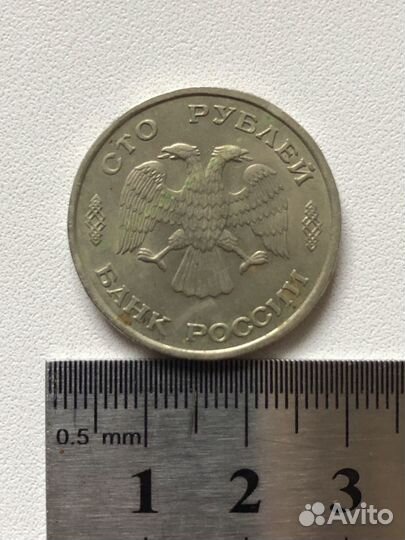 СТО РУБЛЕЙ
БАНК РОССИИ
0.5 mm
1 2 3
Avito